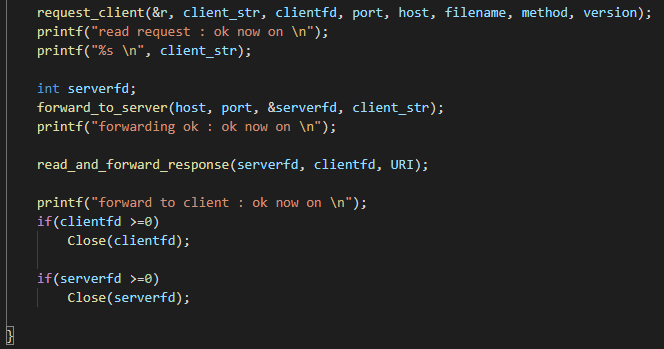 request_client(&r, client_str, clientfd, port, host, filename, method, version);
printf("read request : ok now on \n");
printf("%s \n", client_str);
int serverfd;
forward_to_server(host, port, &serverfd, client_str);
printf("forwarding ok : ok now on \n");
read_and_forward_response(serverfd, clientfd, URI);
printf("forward to client : ok now on \n");
if(clientfd >=0)
Close(clientfd);
if(serverfd >=0)
Close(serverfd);
}